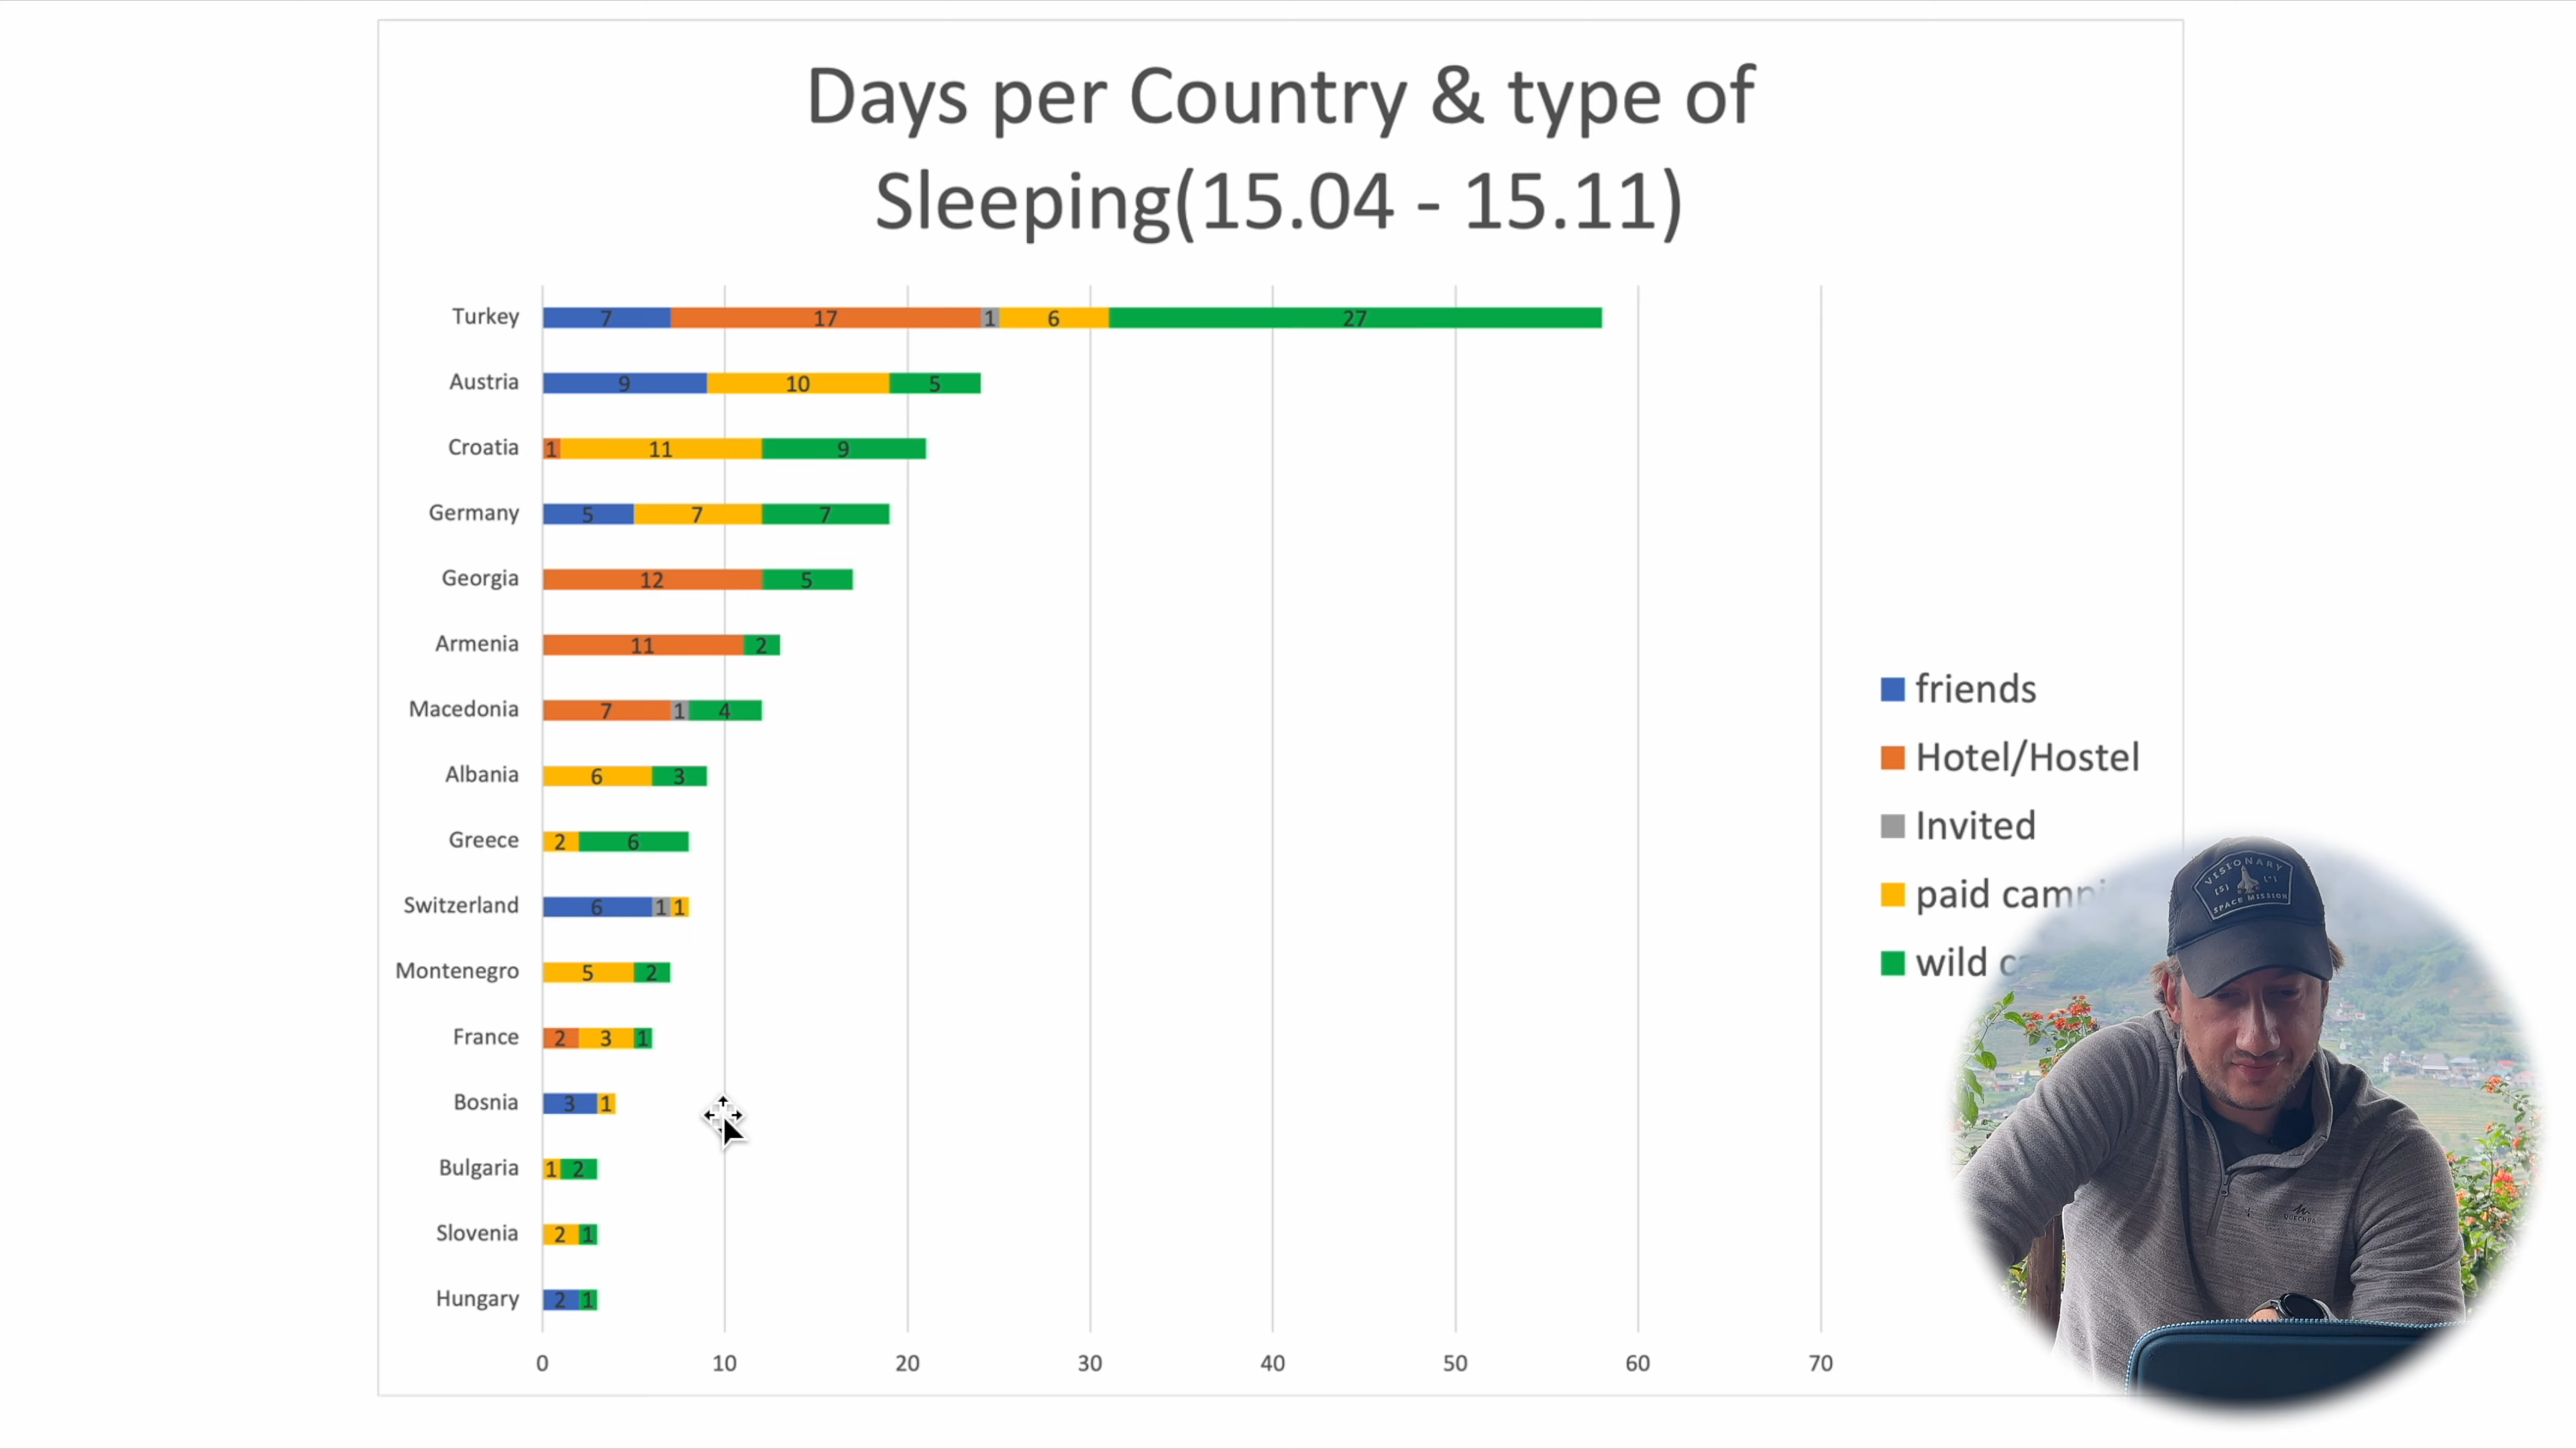 Days per Country & type of
Sleeping(15.04 - 15.11)
Turkey 7 17 1 6 27
Austria 9 10 5
Croatia 1 11 9
Germany 5 7 7
Georgia 12 5
Armenia 11 2
Macedonia 7 1 4
Albania 6 3
Greece 2 6
Switzerland 6 1 1
Montenegro 5 2
France 2 3 1
Bosnia 3 1
Bulgaria 1 2
Slovenia 2 1
Hungary 2 1
0 10 20 30 40 50 60 70
friends
Hotel/Hostel
Invited
paid
wild
VISIONARY
SPACE MISSION